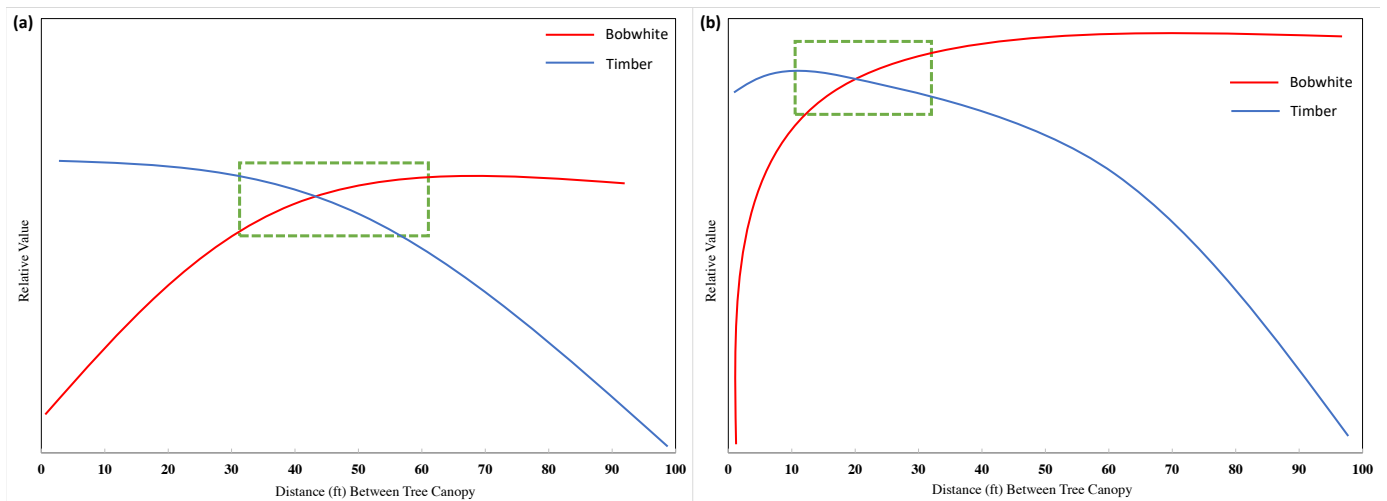 (a)
Bobwhite
Timber
Relative Value
0 10 20 30 40 50 60 70 80 90 100
Distance (ft) Between Tree Canopy
(b)
Bobwhite
Timber
Relative Value
0 10 20 30 40 50 60 70 80 90 100
Distance (ft) Between Tree Canopy